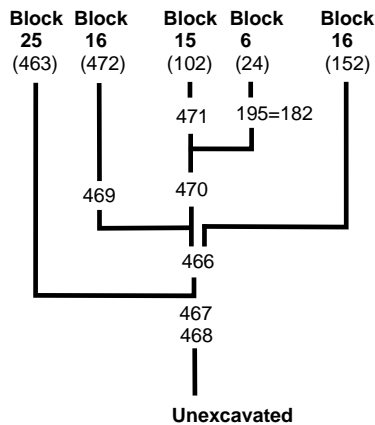 Block Block Block Block Block
25 16 15 6 16
(463) (472) (102) (24) (152)
471 195=182
469 470
466
467
468
Unexcavated